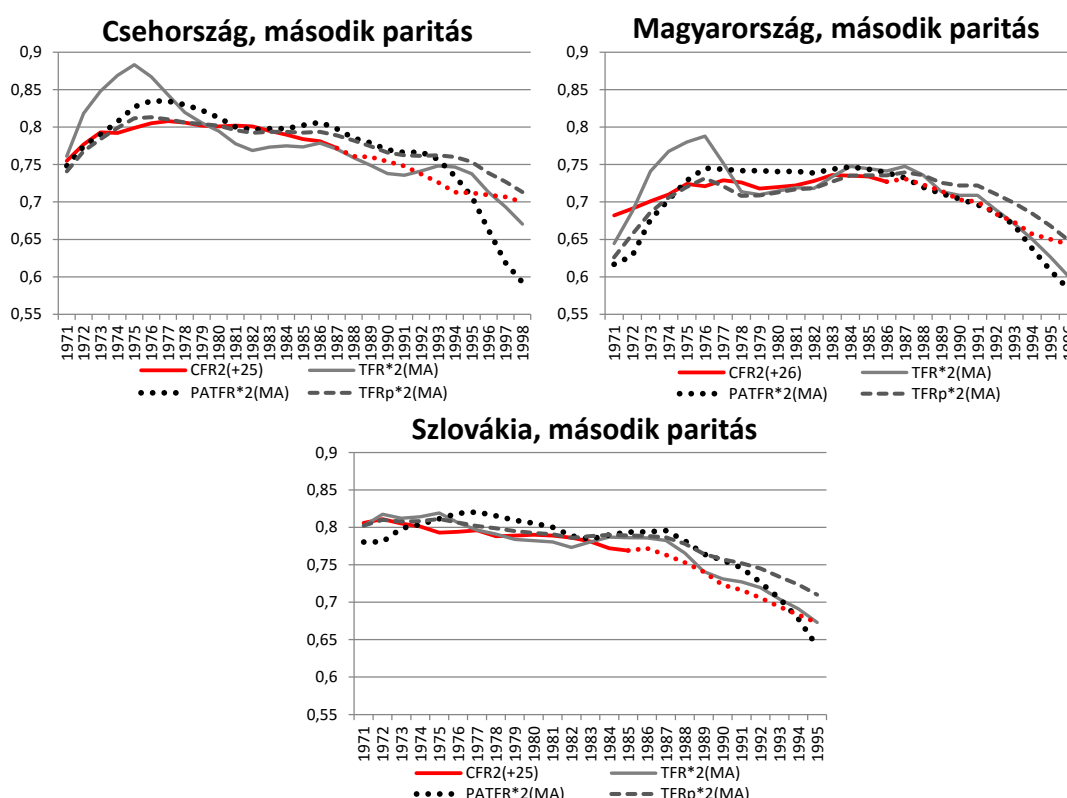 Csehország, második paritás
0,9
0,85
0,8
0,75
0,7
0,65
0,6
0,55
1971 1972 1973 1974 1975 1976 1977 1978 1979 1980 1981 1982 1983 1984 1985 1986 1987 1988 1989 1990 1991 1992 1993 1994 1995 1996 1997 1998
CFR2(+25) TFR*2(MA)
PATFR*2(MA) TFRp*2(MA)
Magyarország, második paritás
0,9
0,85
0,8
0,75
0,7
0,65
0,6
0,55
1971 1972 1973 1974 1975 1976 1977 1978 1979 1980 1981 1982 1983 1984 1985 1986 1987 1988 1989 1990 1991 1992 1993 1994 1995
CFR2(+26) TFR*2(MA)
PATFR*2(MA) TFRp*2(MA)
Szlovákia, második paritás
0,9
0,85
0,8
0,75
0,7
0,65
0,6
0,55
1971 1972 1973 1974 1975 1976 1977 1978 1979 1980 1981 1982 1983 1984 1985 1986 1987 1988 1989 1990 1991 1992 1993 1994 1995
CFR2(+25) TFR*2(MA)
PATFR*2(MA) TFRp*2(MA)